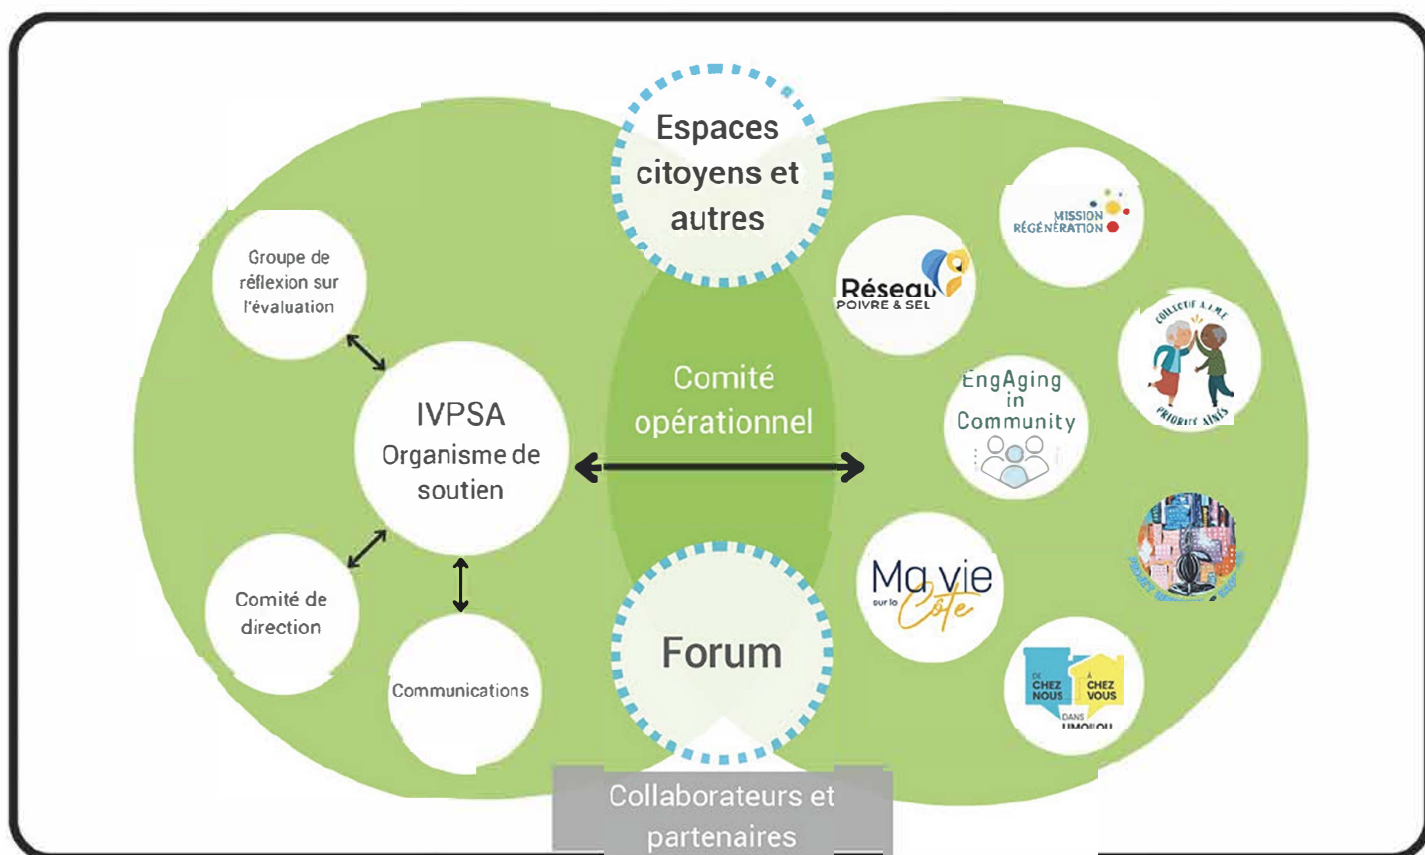 Espaces
citoyens et
autres
Groupe de
réflexion sur
l'évaluation
IVPSA
Organisme de
soutien
Comité de
direction
Communications
Comité
opérationnel
Forum
Collaborateurs et
partenaires
MISSION
RÉGÉNÉRATION
Réseau
POIVRE & SEL
COLLECTIF A.I.M.E
PRIORITÉ AÎNÉS
EngAging
in
Community
Ma vie
sur la
Côte
DE
CHEZ
NOUS
À
CHEZ
VOUS
DANS
LIMOILOU